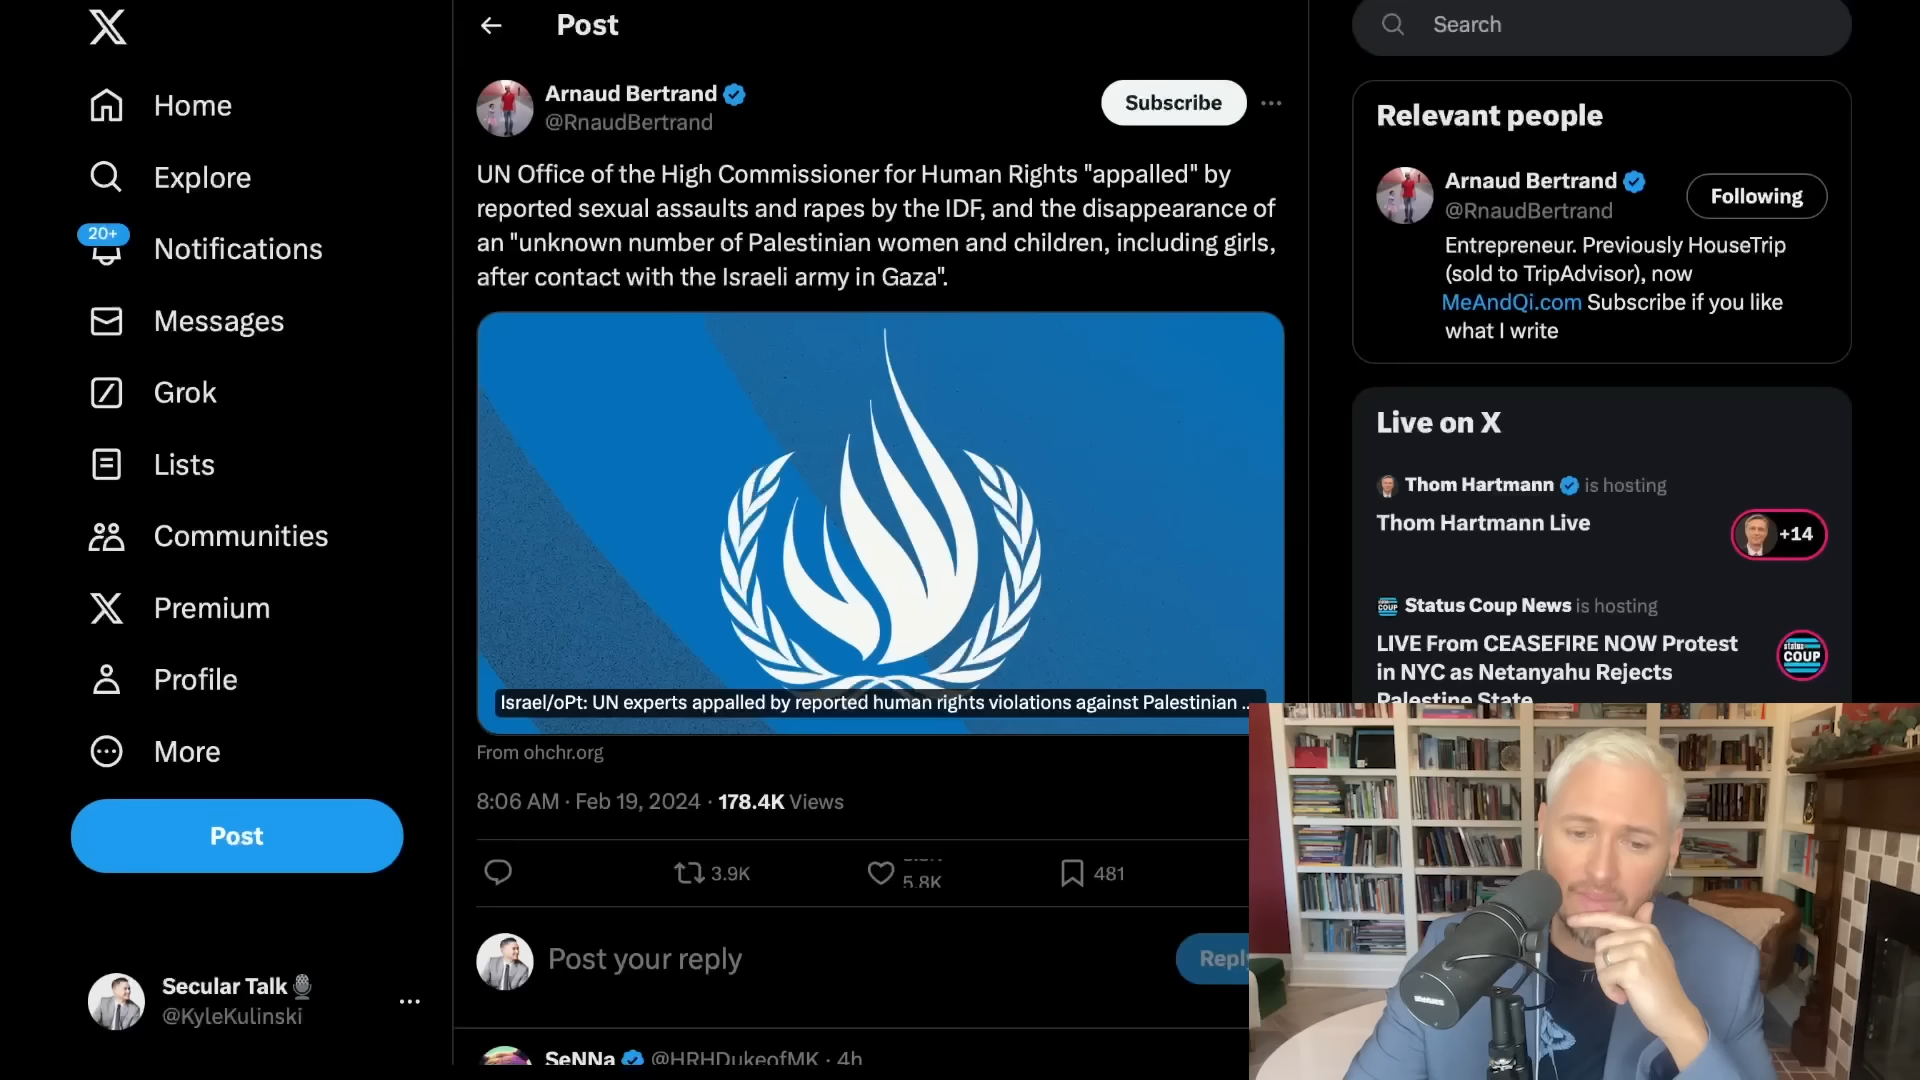 Home
Explore
20+
Notifications
Messages
Grok
Lists
Communities
Premium
Profile
More
Post
Secular Talk
@KyleKulinski
Post
Arnaud Bertrand
@RnaudBertrand
Subscribe
UN Office of the High Commissioner for Human Rights "appalled" by
reported sexual assaults and rapes by the IDF, and the disappearance of
an "unknown number of Palestinian women and children, including girls,
after contact with the Israeli army in Gaza".
Israel/oPt: UN experts appalled by reported human rights violations against Palestinian ...
From ohchr.org
8:06 AM · Feb 19, 2024 · 178.4K Views
3.9K
5.8K
481
Post your reply
Repl
SeNNa @HRHDukeofMK · 4h
Search
Relevant people
Arnaud Bertrand
@RnaudBertrand
Following
Entrepreneur. Previously HouseTrip
(sold to TripAdvisor), now
MeAndQi.com Subscribe if you like
what I write
Live on X
Thom Hartmann is hosting
Thom Hartmann Live
+14
Status Coup News is hosting
LIVE From CEASEFIRE NOW Protest
in NYC as Netanyahu Rejects
Palestine State
status
COUP